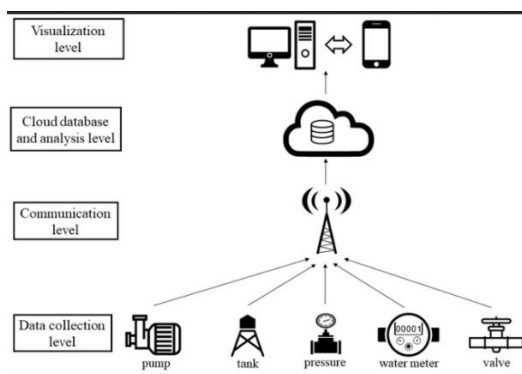 Visualization
level
Cloud database
and analysis level
Communication
level
Data collection
level
00001
pump
tank
pressure
water meter
valve